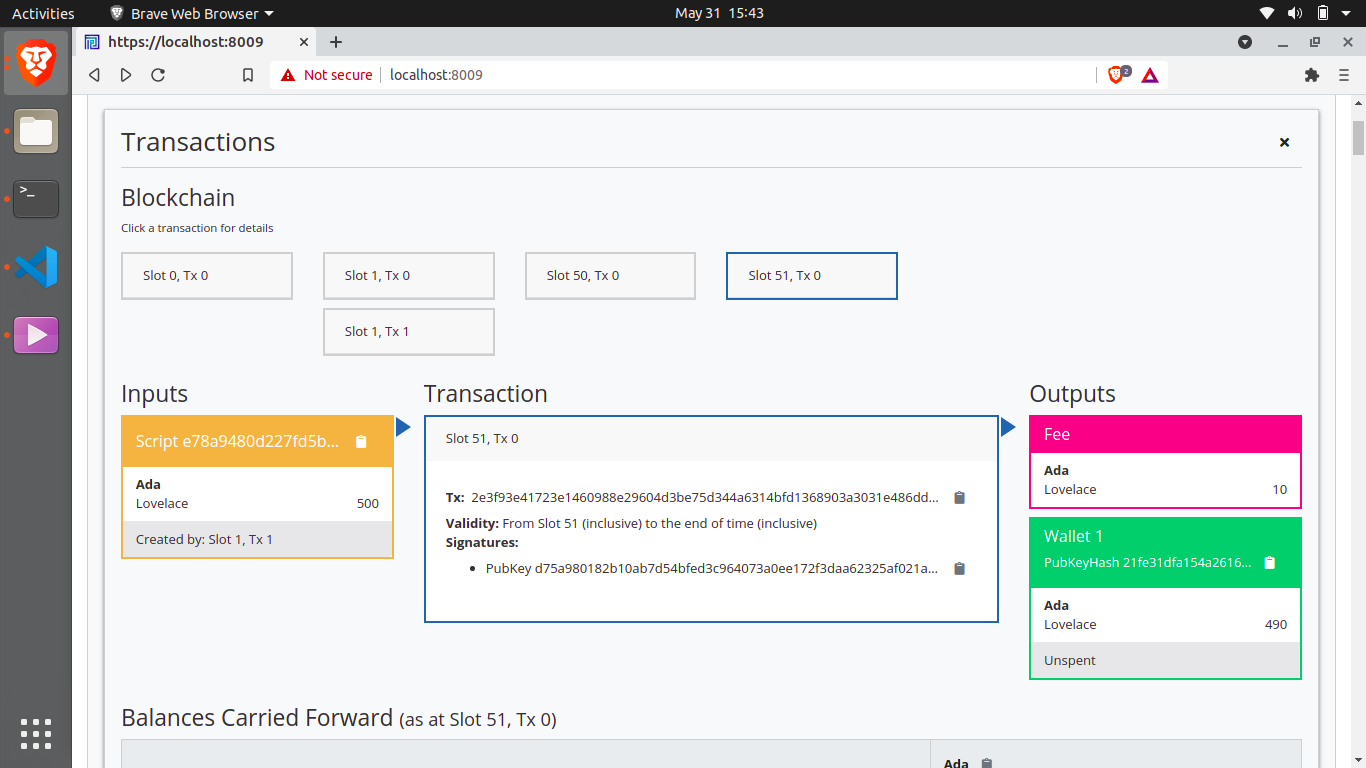 Activities Brave Web Browser May 31 15:43
https://localhost:8009
Not secure localhost:8009 2
Transactions
Blockchain
Click a transaction for details
Slot 0, Tx 0 Slot 1, Tx 0 Slot 50, Tx 0 Slot 51, Tx 0
Slot 1, Tx 1
Inputs
Script e78a9480d227fd5b...
Ada
Lovelace 500
Created by: Slot 1, Tx 1
Transaction
Slot 51, Tx 0
Tx: 2e3f93e41723e1460988e29604d3be75d344a6314bfd1368903a3031e486dd...
Validity: From Slot 51 (inclusive) to the end of time (inclusive)
Signatures:
• PubKey d75a980182b10ab7d54bfed3c964073a0ee172f3daa62325af021a...
Outputs
Fee
Ada
Lovelace 10
Wallet 1
PubKeyHash 21fe31dfa154a2616...
Ada
Lovelace 490
Unspent
Balances Carried Forward (as at Slot 51, Tx 0)
Ada